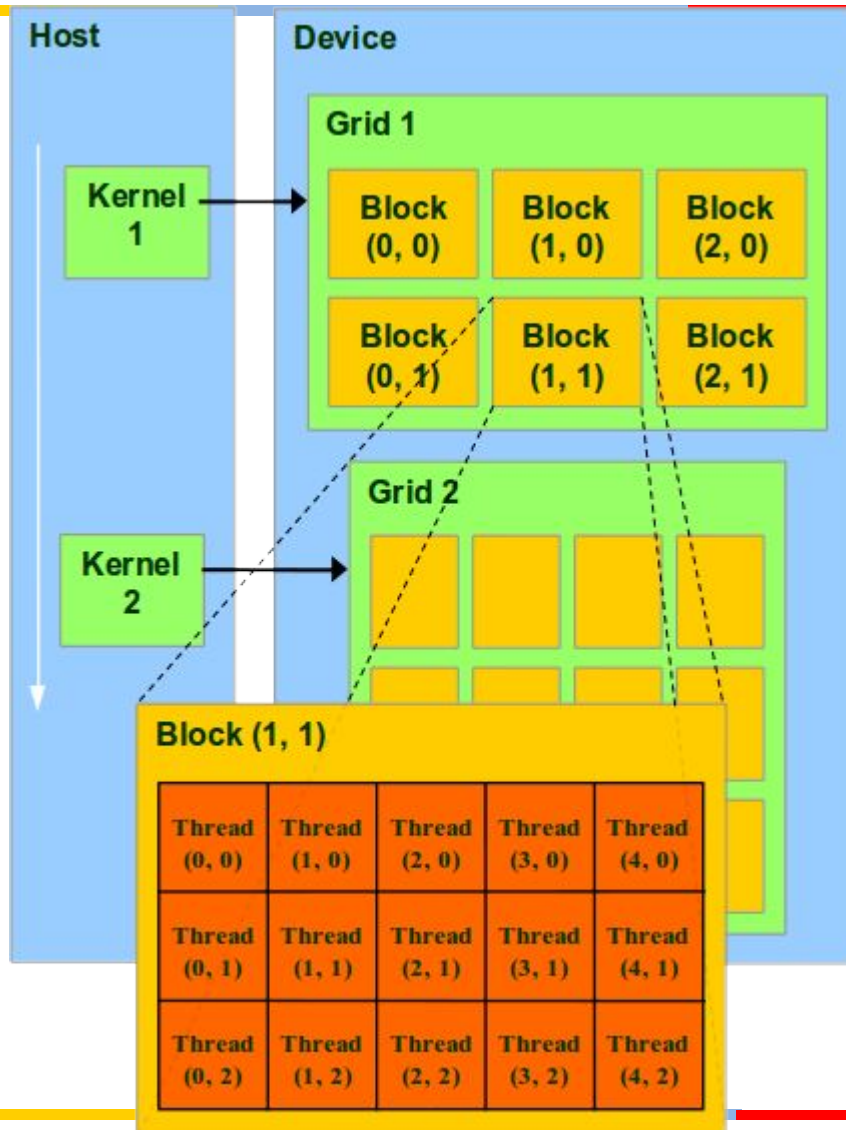 Host
Device
Grid 1
Kernel
1
Block
(0, 0)
Block
(1, 0)
Block
(2, 0)
Block
(0, 1)
Block
(1, 1)
Block
(2, 1)
Grid 2
Kernel
2
Block (1, 1)
Thread
(0, 0)
Thread
(1, 0)
Thread
(2, 0)
Thread
(3, 0)
Thread
(4, 0)
Thread
(0, 1)
Thread
(1, 1)
Thread
(2, 1)
Thread
(3, 1)
Thread
(4, 1)
Thread
(0, 2)
Thread
(1, 2)
Thread
(2, 2)
Thread
(3, 2)
Thread
(4, 2)